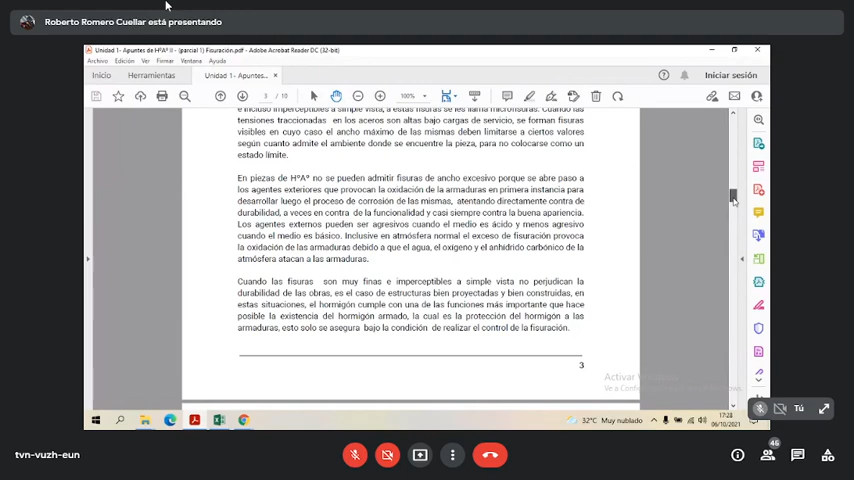 Roberto Romero Cuellar está presentando
Unidad 1- Apuntes de HºAº II - (parcial 1) Fisuración.pdf - Adobe Acrobat Reader DC (32-bit)
Archivo Edición Ver Firmar Ventana Ayuda
Inicio Herramientas Unidad 1- Apuntes... × Iniciar sesión
3 / 10 100%
e incluso imperceptibles a simple vista, a estas fisuras se les llama microfisuras. Cuando las
tensiones traccionadas en los aceros son altas bajo cargas de servicio, se forman fisuras
visibles en cuyo caso el ancho máximo de las mismas deben limitarse a ciertos valores
según cuanto admite el ambiente donde se encuentre la pieza, para no colocarse como un
estado límite.
En piezas de HºAº no se pueden admitir fisuras de ancho excesivo porque se abre paso a
los agentes exteriores que provocan la oxidación de la armaduras en primera instancia para
desarrollar luego el proceso de corrosión de las mismas, atentando directamente contra de
durabilidad, a veces en contra de la funcionalidad y casi siempre contra la buena apariencia.
Los agentes externos pueden ser agresivos cuando el medio es ácido y menos agresivo
cuando el medio es básico. Inclusive en atmósfera normal el exceso de fisuración provoca
la oxidación de las armaduras debido a que el agua, el oxígeno y el anhídrido carbónico de la
atmósfera atacan a las armaduras.
Cuando las fisuras son muy finas e imperceptibles a simple vista no perjudican la
durabilidad de las obras, es el caso de estructuras bien proyectadas y bien construidas, en
estas situaciones, el hormigón cumple con una de las funciones más importante que hace
posible la existencia del hormigón armado, la cual es la protección del hormigón a las
armaduras, esto solo se asegura bajo la condición de realizar el control de la fisuración.
3
Activar
Tú
32°C Muy nublado
17:28
06/10/2021
tvn-vuzh-eun
46